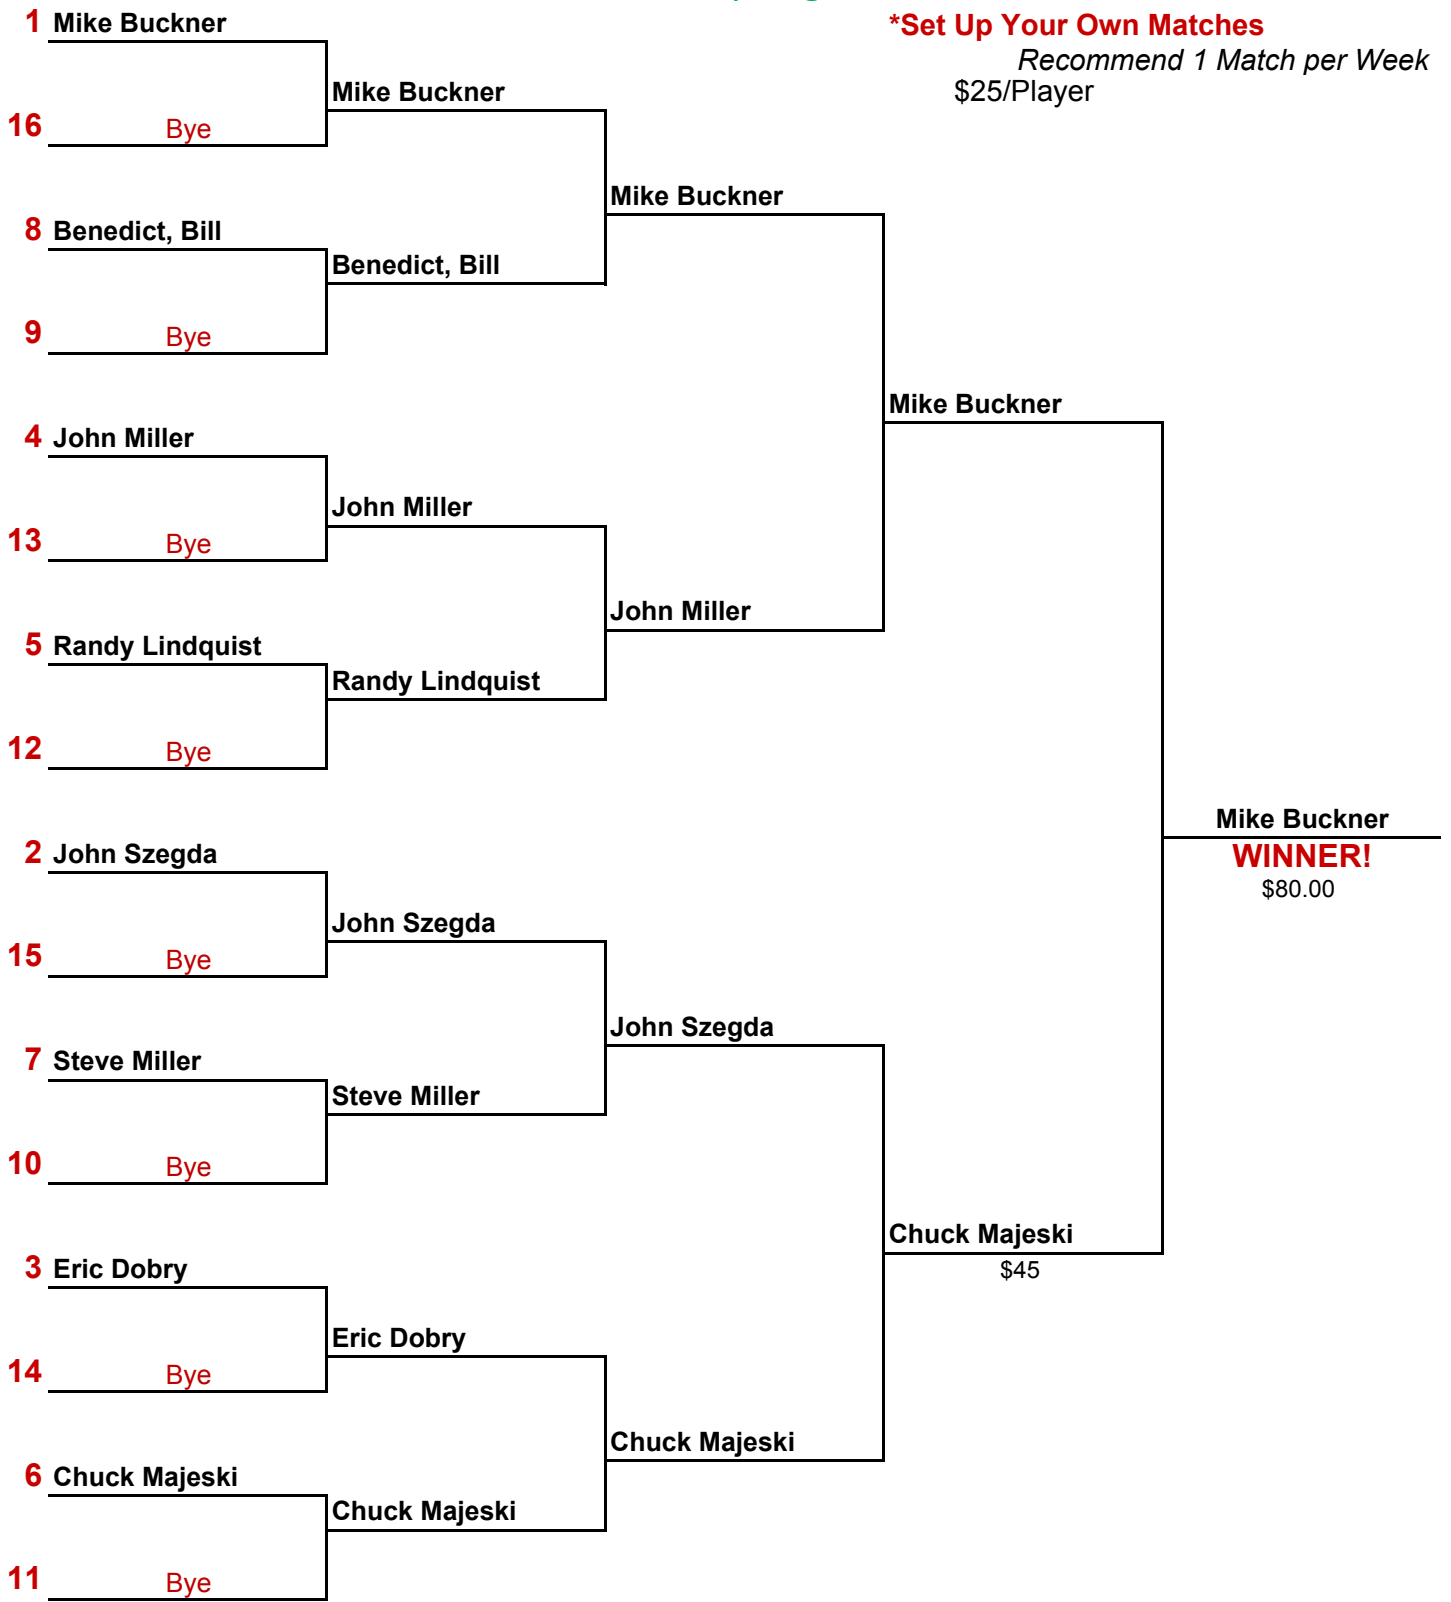 *Set Up Your Own Matches
Recommend 1 Match per Week
$25/Player
1 Mike Buckner
Mike Buckner
16 Bye
Mike Buckner
8 Benedict, Bill
Benedict, Bill
9 Bye
Mike Buckner
4 John Miller
John Miller
13 Bye
John Miller
5 Randy Lindquist
Randy Lindquist
12 Bye
Mike Buckner
WINNER!
$80.00
2 John Szegda
John Szegda
15 Bye
John Szegda
7 Steve Miller
Steve Miller
10 Bye
Chuck Majeski
$45
3 Eric Dobry
Eric Dobry
14 Bye
Chuck Majeski
6 Chuck Majeski
Chuck Majeski
11 Bye